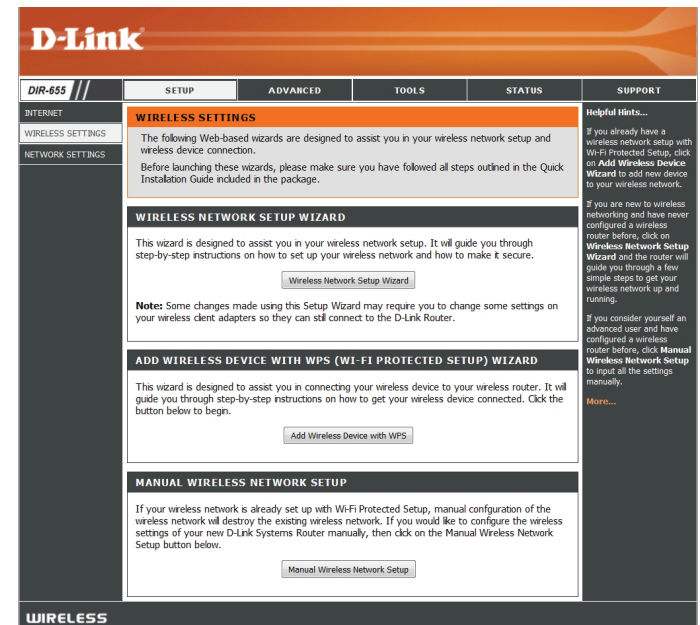 D-Link
DIR-655
SETUP
ADVANCED
TOOLS
STATUS
SUPPORT
INTERNET
WIRELESS SETTINGS
NETWORK SETTINGS
WIRELESS SETTINGS
The following Web-based wizards are designed to assist you in your wireless network setup and
wireless device connection.
Before launching these wizards, please make sure you have followed all steps outlined in the Quick
Installation Guide included in the package.
WIRELESS NETWORK SETUP WIZARD
This wizard is designed to assist you in your wireless network setup. It will guide you through
step-by-step instructions on how to set up your wireless network and how to make it secure.
Wireless Network Setup Wizard
Note: Some changes made using this Setup Wizard may require you to change some settings on
your wireless client adapters so they can still connect to the D-Link Router.
ADD WIRELESS DEVICE WITH WPS (WI-FI PROTECTED SETUP) WIZARD
This wizard is designed to assist you in connecting your wireless device to your wireless router. It will
guide you through step-by-step instructions on how to get your wireless device connected. Click the
button below to begin.
Add Wireless Device with WPS
MANUAL WIRELESS NETWORK SETUP
If your wireless network is already set up with Wi-Fi Protected Setup, manual confguration of the
wireless network will destroy the existing wireless network. If you would like to configure the wireless
settings of your new D-Link Systems Router manually, then click on the Manual Wireless Network
Setup button below.
Manual Wireless Network Setup
Helpful Hints...
If you already have a
wireless network setup with
Wi-Fi Protected Setup, click
on Add Wireless Device
Wizard to add new device
to your wireless network.
If you are new to wireless
networking and have never
configured a wireless
router before, click on
Wireless Network Setup
Wizard and the router will
guide you through a few
simple steps to get your
wireless network up and
running.
If you consider yourself an
advanced user and have
configured a wireless
router before, click Manual
Wireless Network Setup
to input all the settings
manually.
More...
WIRELESS